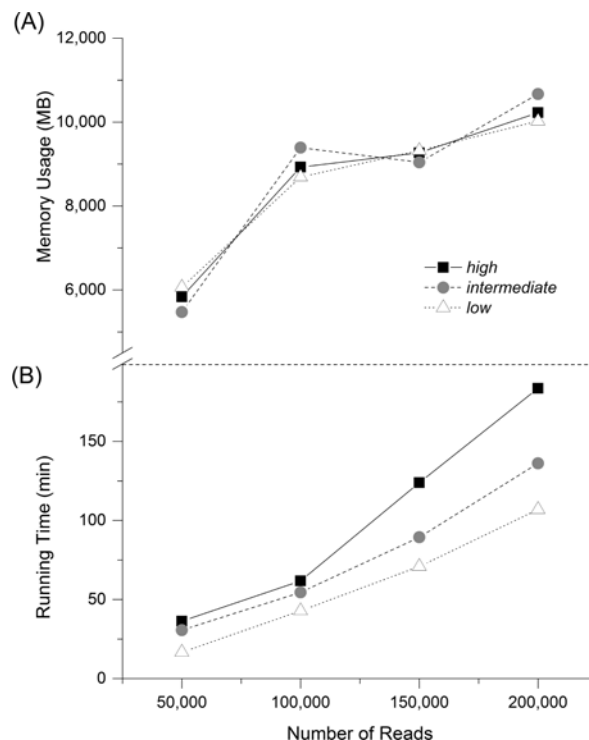 (A)
12,000
10,000
8,000
6,000
Memory Usage (MB)
high
intermediate
low
(B)
150
100
50
0
Running Time (min)
50,000
100,000
150,000
200,000
Number of Reads